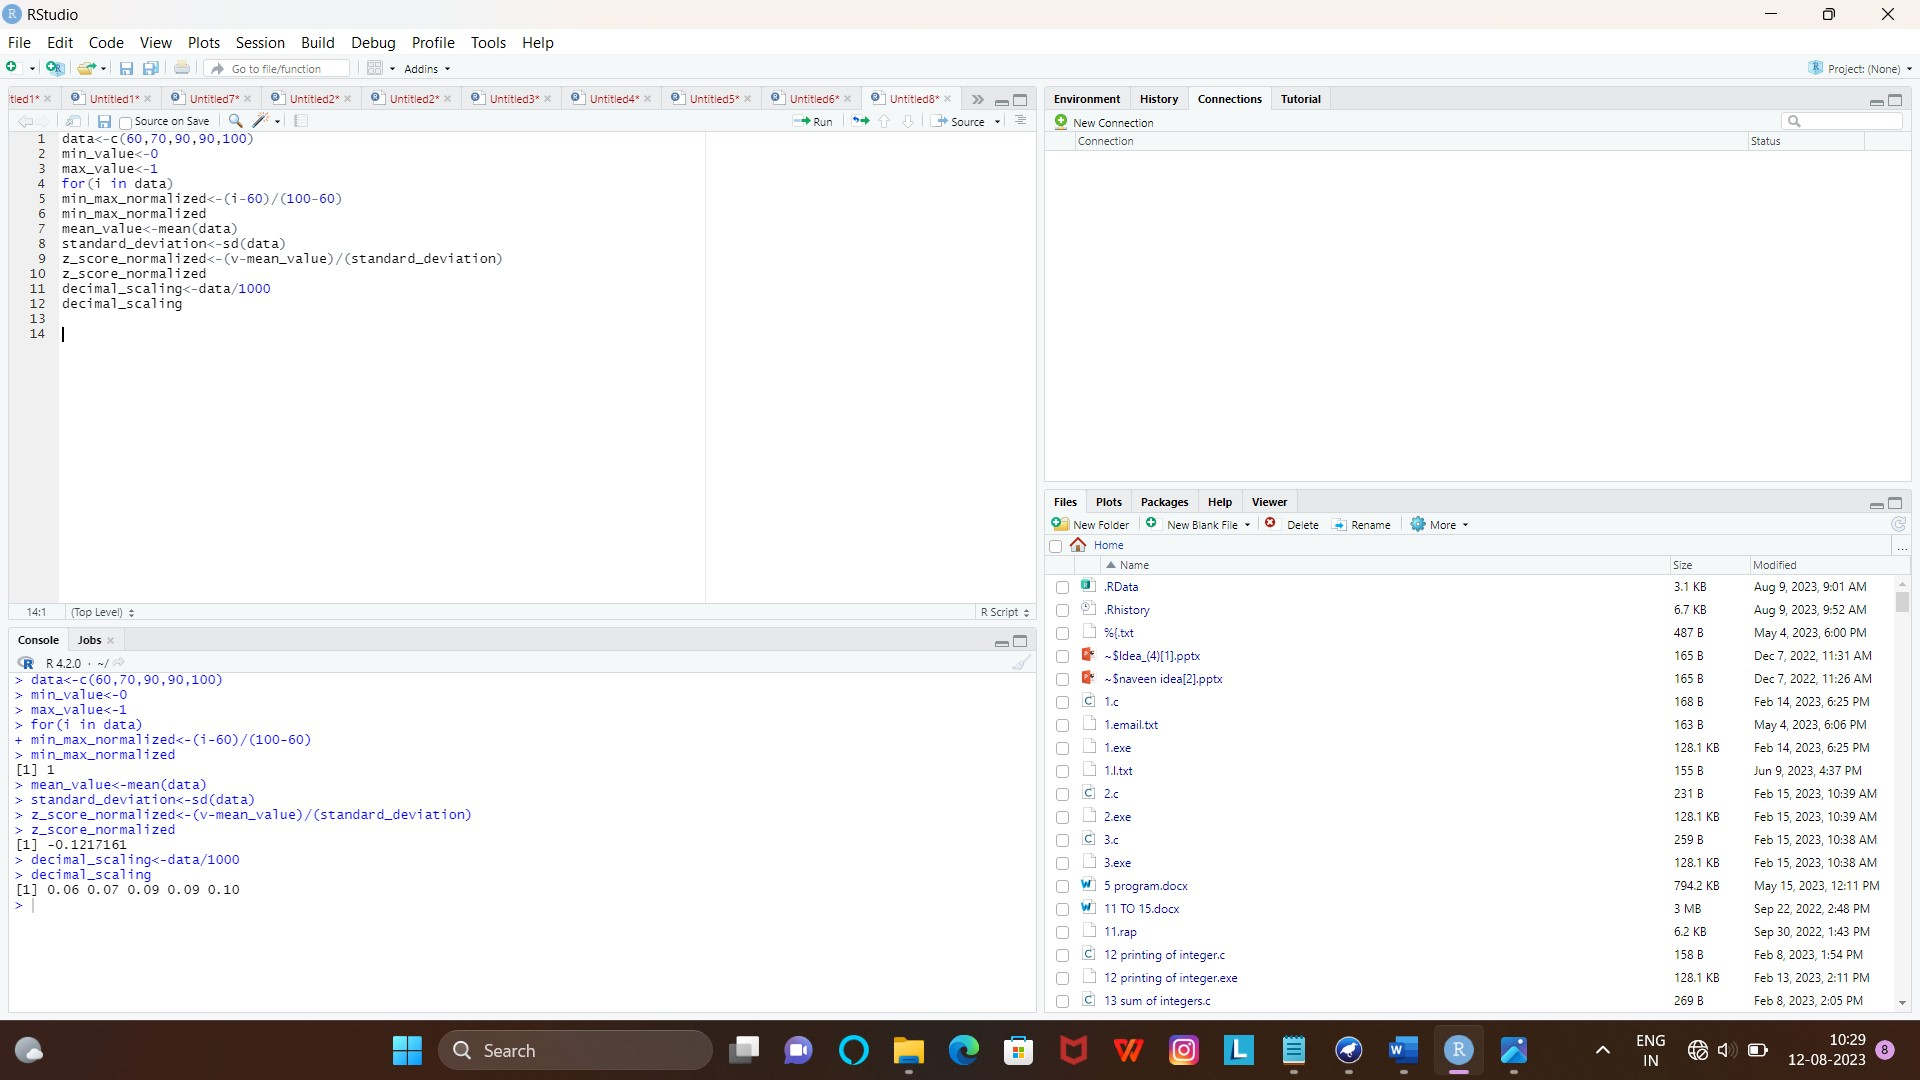 RStudio
File Edit Code View Plots Session Build Debug Profile Tools Help
Go to file/function Addins Project: (None)
tled1* Untitled1* Untitled7* Untitled2* Untitled2* Untitled3* Untitled4* Untitled5* Untitled6* Untitled8*
Source on Save Run Source
1 data<-c(60,70,90,90,100)
2 min_value<-0
3 max_value<-1
4 for(i in data)
5 min_max_normalized<-(i-60)/(100-60)
6 min_max_normalized
7 mean_value<-mean(data)
8 standard_deviation<-sd(data)
9 z_score_normalized<-(v-mean_value)/(standard_deviation)
10 z_score_normalized
11 decimal_scaling<-data/1000
12 decimal_scaling
13
14
14:1 (Top Level) R Script
Console Jobs
R 4.2.0 · ~/
> data<-c(60,70,90,90,100)
> min_value<-0
> max_value<-1
> for(i in data)
+ min_max_normalized<-(i-60)/(100-60)
> min_max_normalized
[1] 1
> mean_value<-mean(data)
> standard_deviation<-sd(data)
> z_score_normalized<-(v-mean_value)/(standard_deviation)
> z_score_normalized
[1] -0.1217161
> decimal_scaling<-data/1000
> decimal_scaling
[1] 0.06 0.07 0.09 0.09 0.10
>
Environment History Connections Tutorial
New Connection
Connection Status
Files Plots Packages Help Viewer
New Folder New Blank File Delete Rename More
Home ...
Name Size Modified
.RData 3.1 KB Aug 9, 2023, 9:01 AM
.Rhistory 6.7 KB Aug 9, 2023, 9:52 AM
%{.txt 487 B May 4, 2023, 6:00 PM
~$Idea_(4)[1].pptx 165 B Dec 7, 2022, 11:31 AM
~$naveen idea[2].pptx 165 B Dec 7, 2022, 11:26 AM
1.c 168 B Feb 14, 2023, 6:25 PM
1.email.txt 163 B May 4, 2023, 6:06 PM
1.exe 128.1 KB Feb 14, 2023, 6:25 PM
1.l.txt 155 B Jun 9, 2023, 4:37 PM
2.c 231 B Feb 15, 2023, 10:39 AM
2.exe 128.1 KB Feb 15, 2023, 10:39 AM
3.c 259 B Feb 15, 2023, 10:38 AM
3.exe 128.1 KB Feb 15, 2023, 10:38 AM
5 program.docx 794.2 KB May 15, 2023, 12:11 PM
11 TO 15.docx 3 MB Sep 22, 2022, 2:48 PM
11.rap 6.2 KB Sep 30, 2022, 1:43 PM
12 printing of integer.c 158 B Feb 8, 2023, 1:54 PM
12 printing of integer.exe 128.1 KB Feb 13, 2023, 2:11 PM
13 sum of integers.c 269 B Feb 8, 2023, 2:05 PM
Search
ENG
IN
10:29
12-08-2023
8